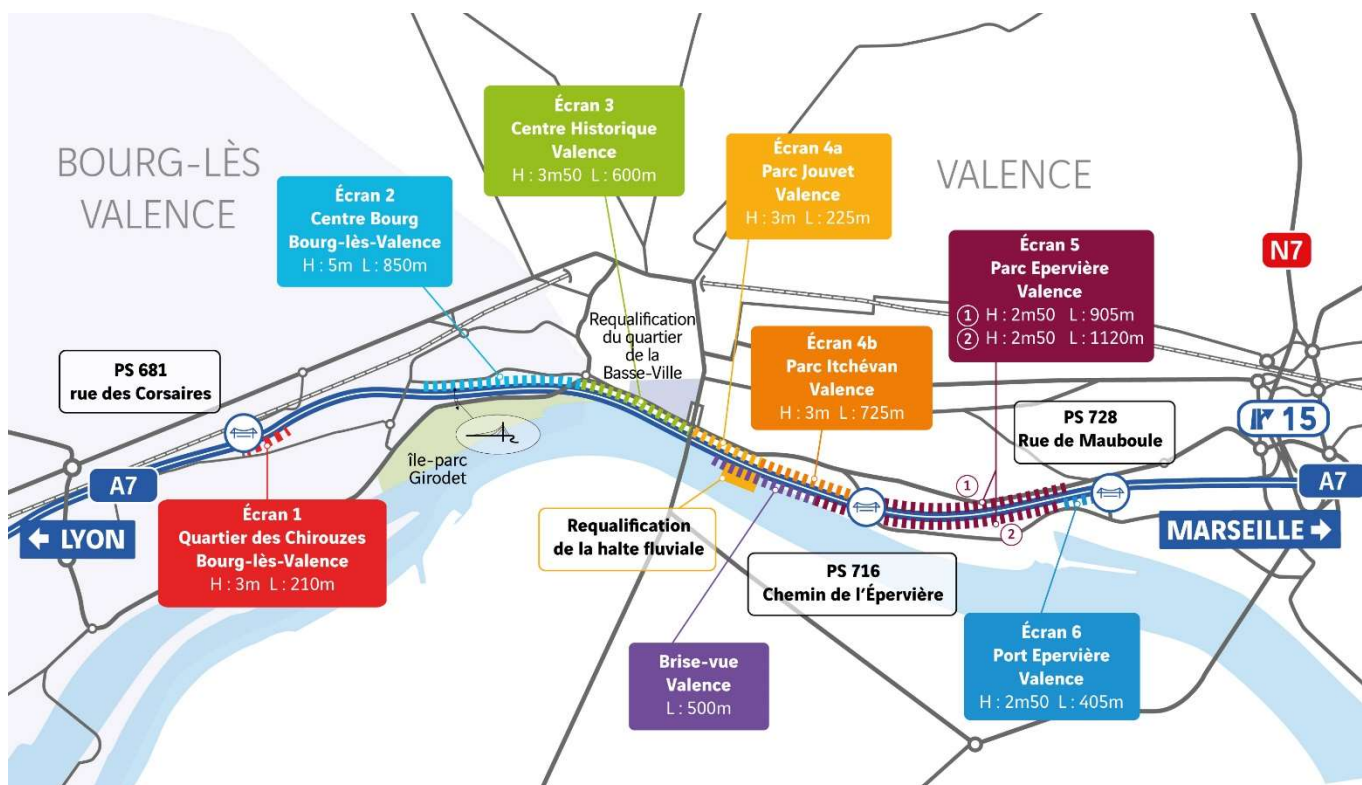 BOURG-LÈS
VALENCE
Écran 3
Centre Historique
Valence
H : 3m50 L : 600m
Écran 4a
Parc Jouvet
Valence
H : 3m L : 225m
VALENCE
Écran 2
Centre Bourg
Bourg-lès-Valence
H : 5m L : 850m
Écran 5
Parc Epervière
Valence
1 H : 2m50 L : 905m
2 H : 2m50 L : 1120m
N7
Requalification
du quartier
de la
Basse-Ville
Écran 4b
Parc Itchévan
Valence
H : 3m L : 725m
PS 681
rue des Corsaires
PS 728
Rue de Mauboule
15
île-parc
Girodet
1
2
A7
A7
LYON
MARSEILLE
Écran 1
Quartier des Chirouzes
Bourg-lès-Valence
H : 3m L : 210m
Requalification
de la halte fluviale
PS 716
Chemin de l'Épervière
Brise-vue
Valence
L : 500m
Écran 6
Port Epervière
Valence
H : 2m50 L : 405m